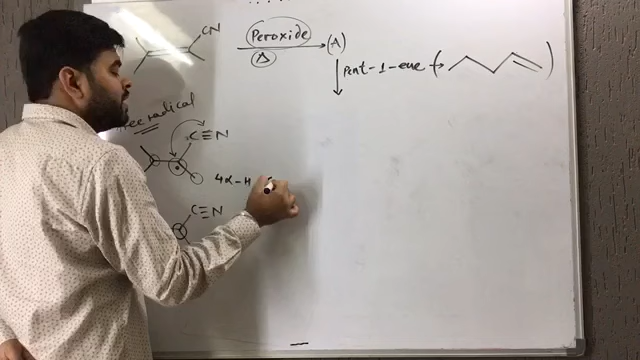 CN
Peroxide
Δ
(A)
Pent-1-ene
free radical
C≡N
4α-H
C≡N